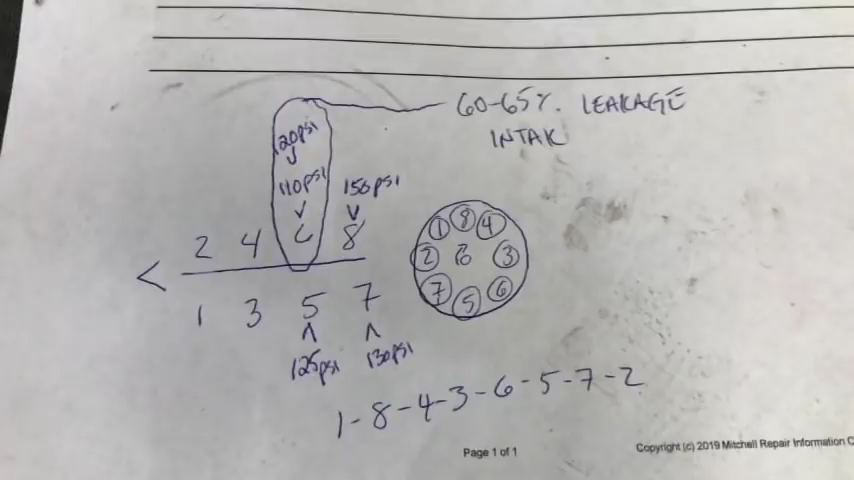 60-65%. LEAKAGE
INTAK
120psi
110psi
150psi
2 4 6 8
<
1 3 5 7
125psi
130psi
1 8 4
2 3
7 5 6
1-8-4-3-6-5-7-2
Page 1 of 1
Copyright (c) 2019 Mitchell Repair Information C